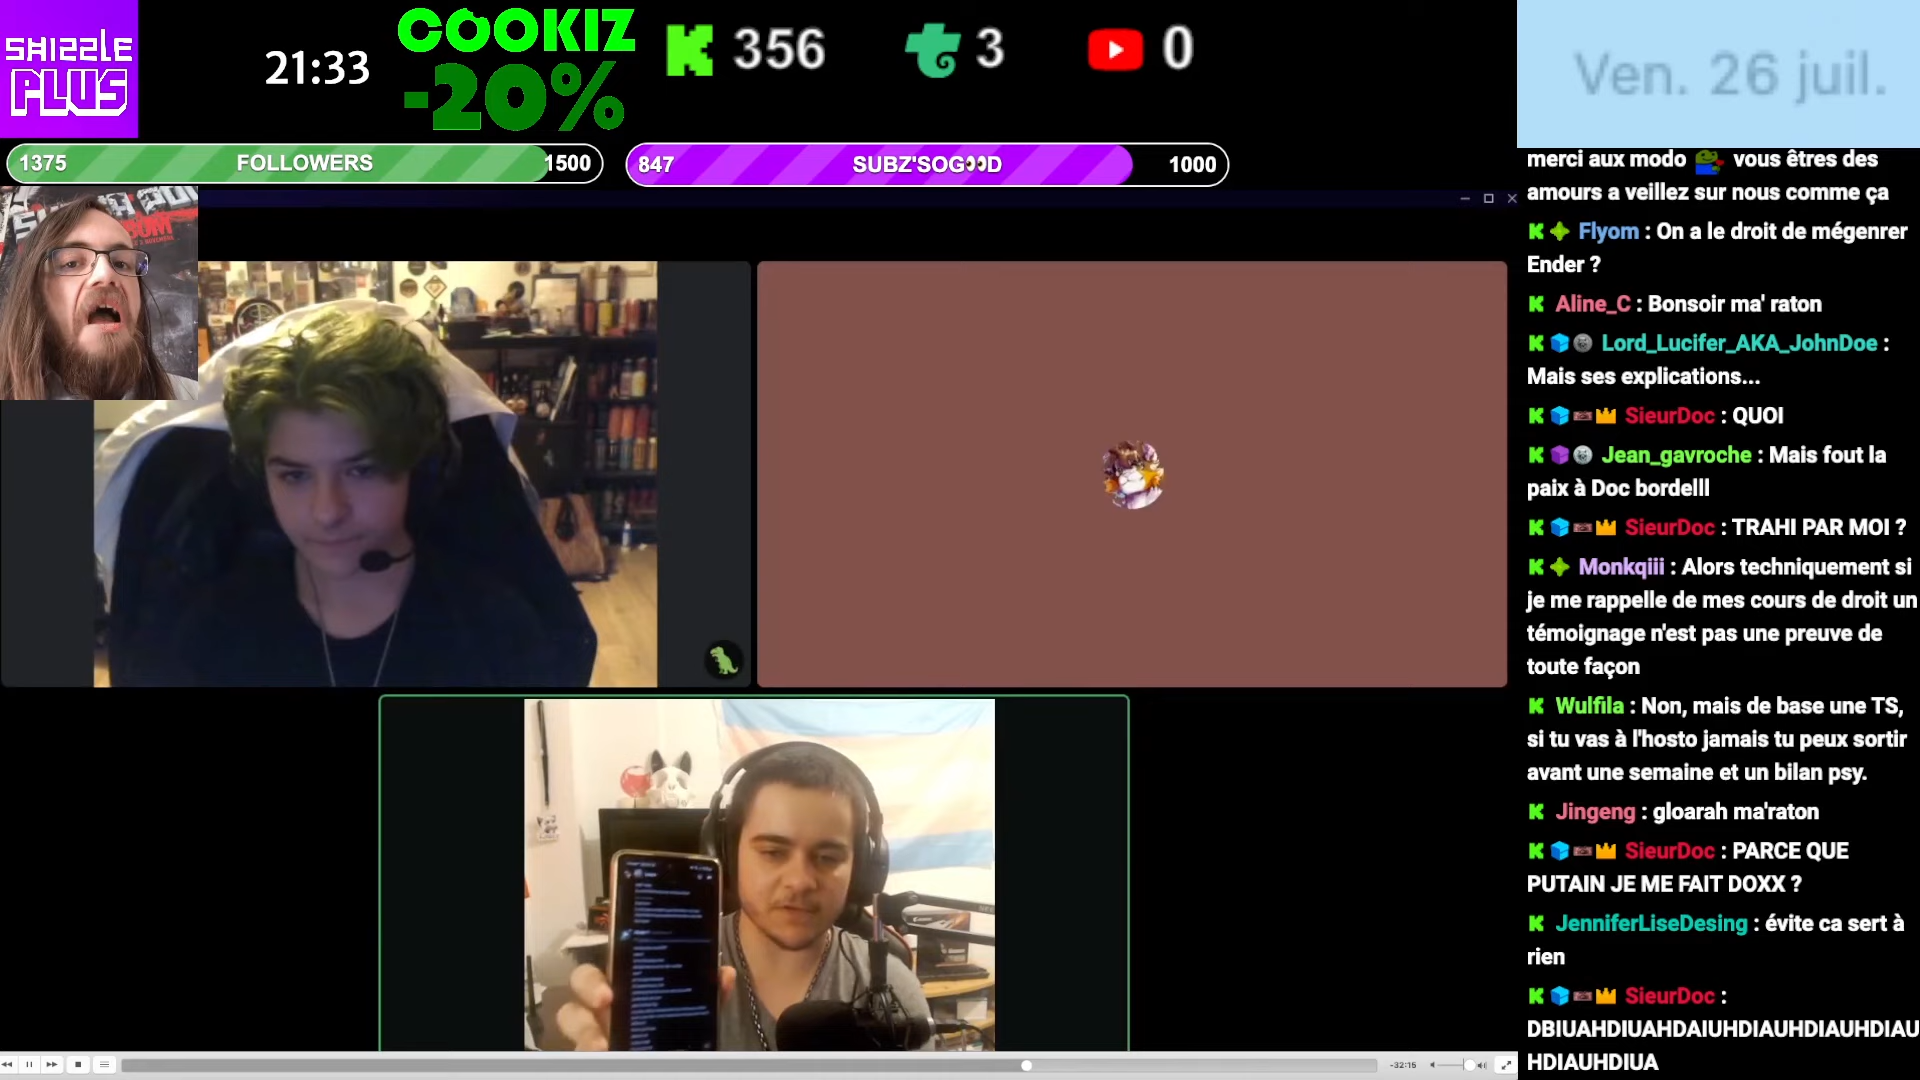 SHIZZLE
PLUS
21:33
COOKIZ
-20%
356
3
0
Ven. 26 juil.
1375 FOLLOWERS 1500
847 SUBZ'SOG👀D 1000
merci aux modo vous êtres des
amours a veillez sur nous comme ça
Flyom : On a le droit de mégenrer
Ender ?
Aline_C : Bonsoir ma' raton
Lord_Lucifer_AKA_JohnDoe :
Mais ses explications...
SieurDoc : QUOI
Jean_gavroche : Mais fout la
paix à Doc bordelll
SieurDoc : TRAHI PAR MOI ?
Monkqiii : Alors techniquement si
je me rappelle de mes cours de droit un
témoignage n'est pas une preuve de
toute façon
Wulfila : Non, mais de base une TS,
si tu vas à l'hosto jamais tu peux sortir
avant une semaine et un bilan psy.
Jingeng : gloarah ma'raton
SieurDoc : PARCE QUE
PUTAIN JE ME FAIT DOXX ?
JenniferLiseDesing : évite ca sert à
rien
SieurDoc :
DBIUAHDIUAHDAIUHDIAUHDIAUHDIAU
HDIAUHDIUA
-32:15